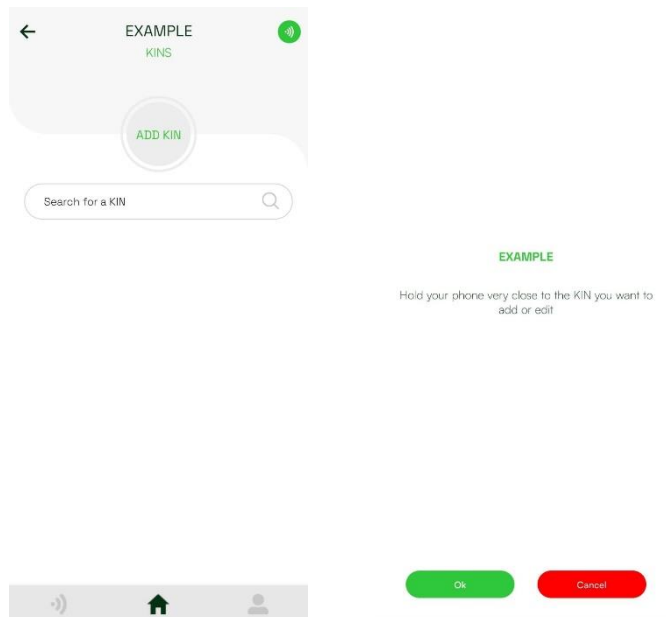 EXAMPLE
KINS
ADD KIN
Search for a KIN
EXAMPLE
Hold your phone very close to the KIN you want to
add or edit
Ok
Cancel